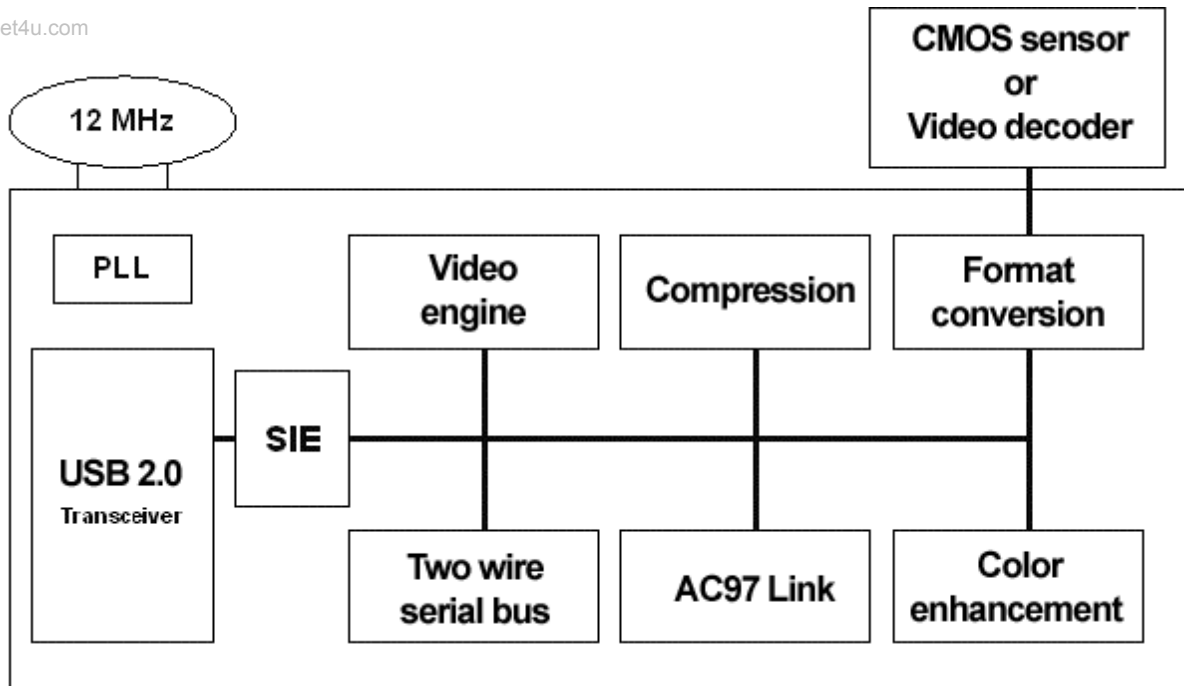 et4u.com
CMOS sensor
or
Video decoder
12 MHz
PLL
Video
engine
Compression
Format
conversion
USB 2.0
Transceiver
SIE
Two wire
serial bus
AC97 Link
Color
enhancement